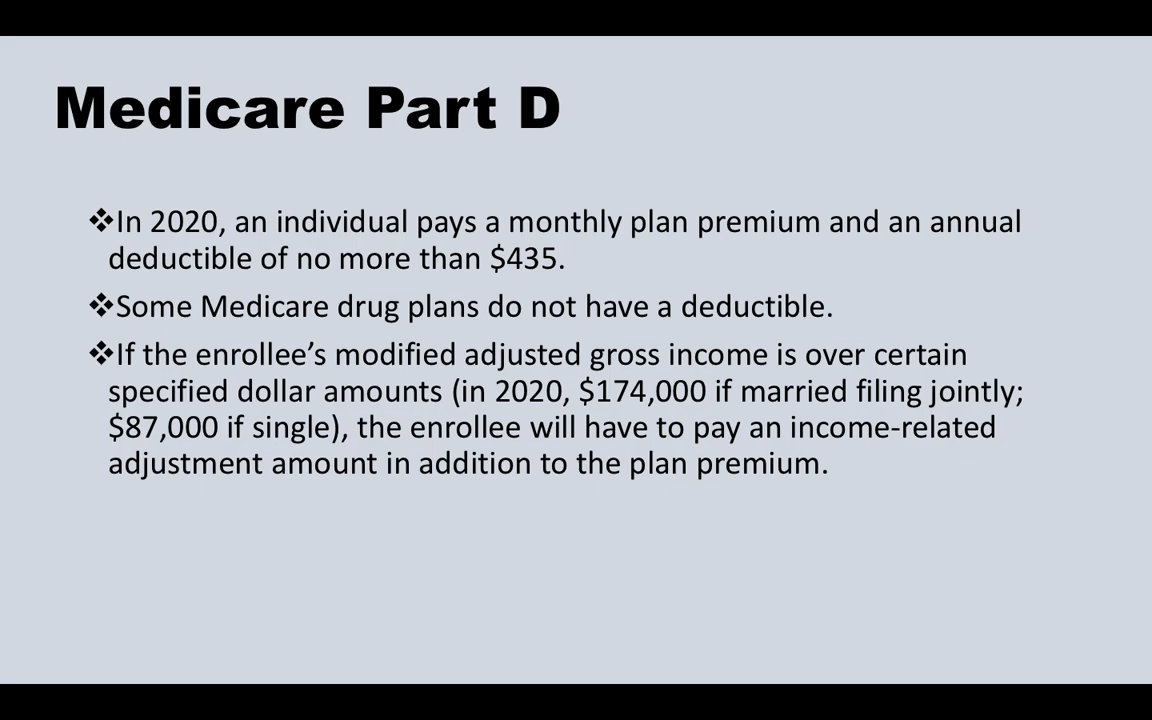 Medicare Part D
❖In 2020, an individual pays a monthly plan premium and an annual
deductible of no more than $435.
❖Some Medicare drug plans do not have a deductible.
❖If the enrollee’s modified adjusted gross income is over certain
specified dollar amounts (in 2020, $174,000 if married filing jointly;
$87,000 if single), the enrollee will have to pay an income-related
adjustment amount in addition to the plan premium.